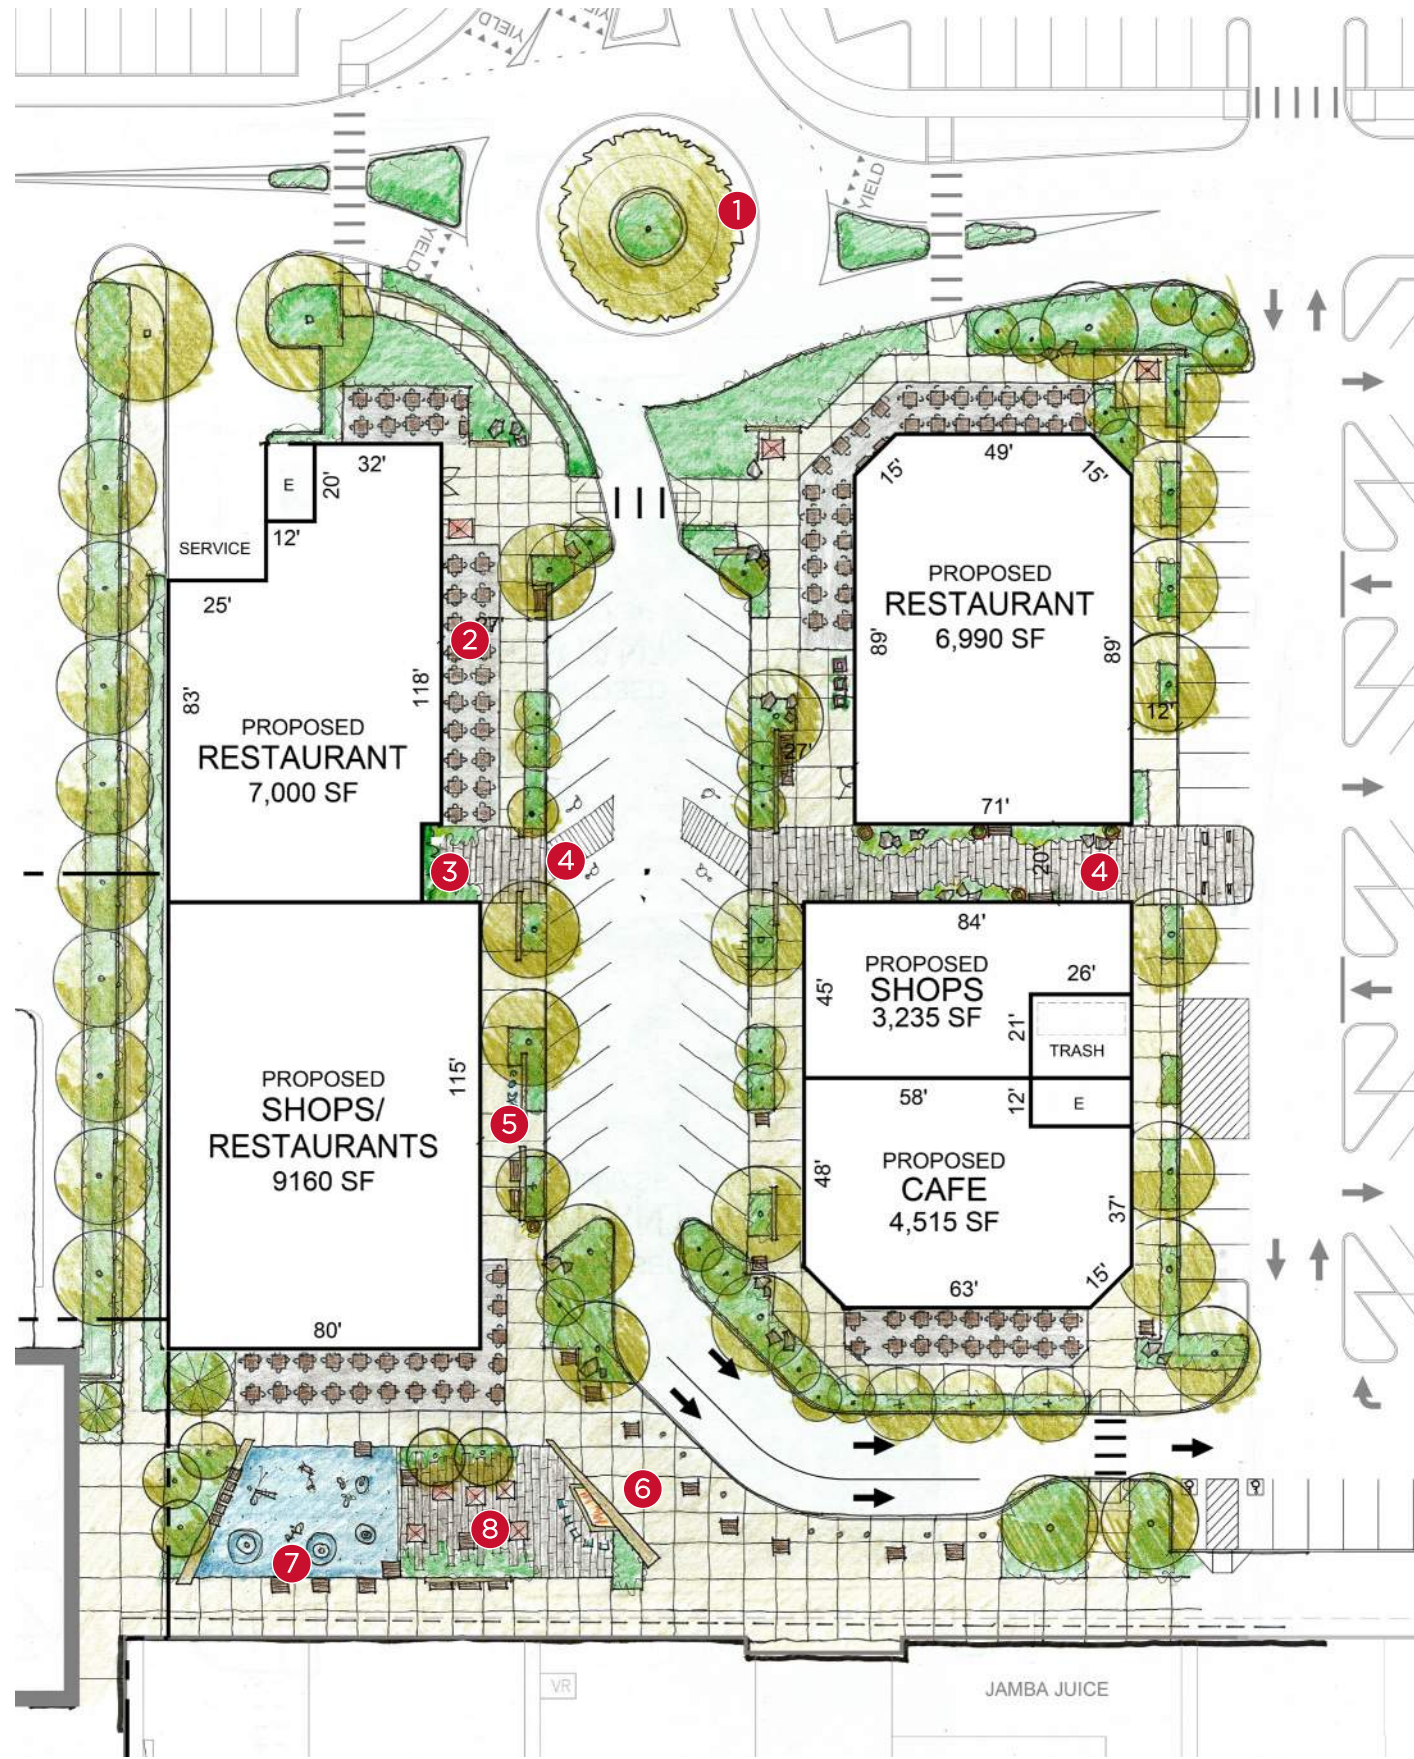 YIELD
YIELD
YIELD
YIELD
1
32'
E
20'
12'
SERVICE
25'
2
27'
83'
118'
PROPOSED
RESTAURANT
7,000 SF
3
4
49'
15'
15'
PROPOSED
RESTAURANT
6,990 SF
89'
89'
12'
27'
71'
20'
4
84'
PROPOSED
SHOPS
3,235 SF
45'
26'
21'
TRASH
58'
12'
E
PROPOSED
CAFE
4,515 SF
48'
37'
63'
15'
PROPOSED
SHOPS/
RESTAURANTS
9160 SF
115'
5
80'
6
7
8
VR
JAMBA JUICE